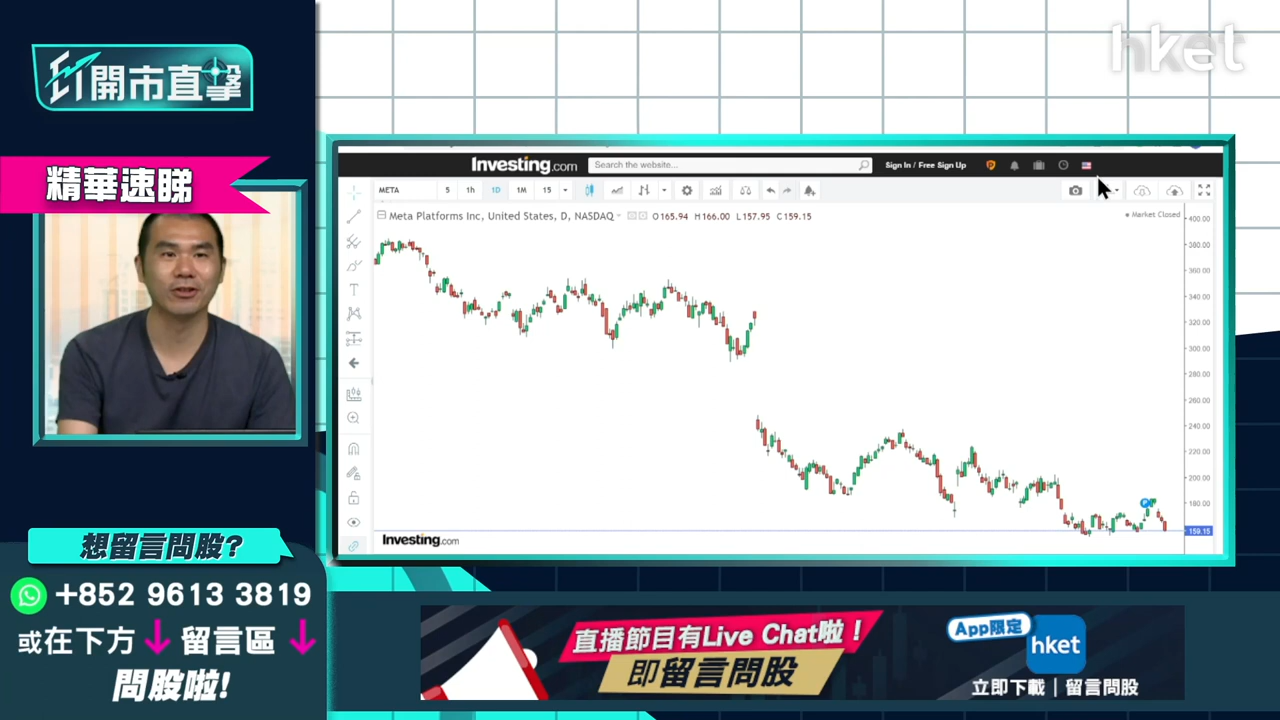 hket
ET開市直擊
精華速睇
Investing.com
Search the website...
Sign In / Free Sign Up
META
5
1h
1D
1M
15
Meta Platforms Inc, United States, D, NASDAQ
O165.94 H166.00 L157.95 C159.15
Market Closed
400.00
380.00
360.00
340.00
320.00
300.00
280.00
260.00
240.00
220.00
200.00
180.00
159.15
Investing.com
想留言問股?
+852 9613 3819
或在下方↓留言區↓
問股啦!
直播節目有Live Chat啦！
即留言問股
App限定
hket
立即下載｜留言問股